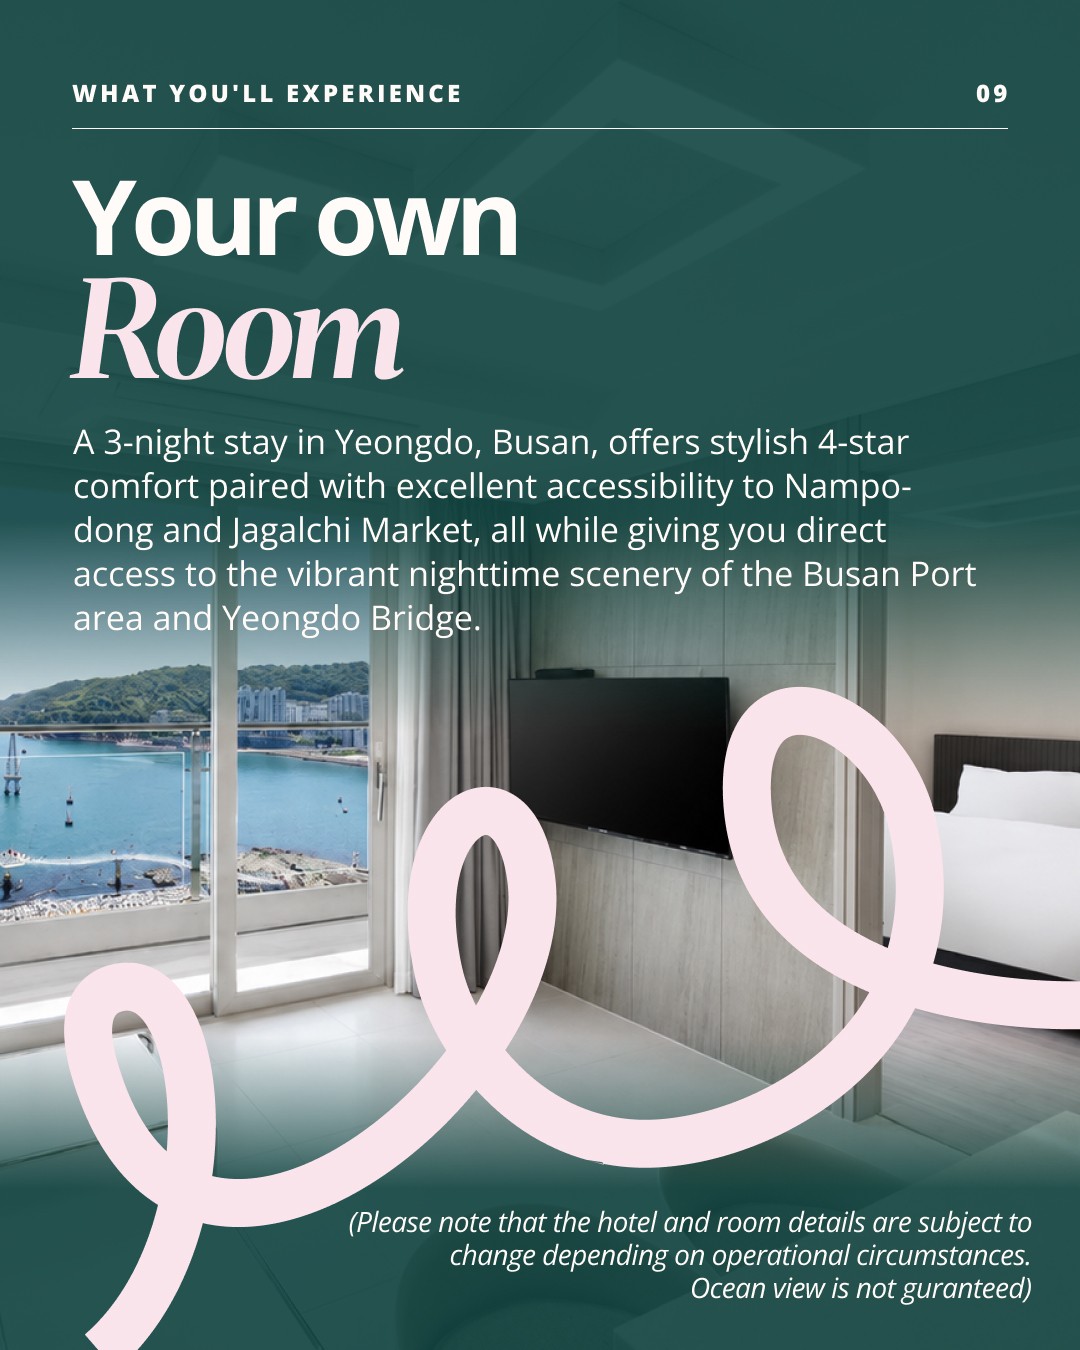 WHAT YOU'LL EXPERIENCE 09
Your own
Room
A 3-night stay in Yeongdo, Busan, offers stylish 4-star
comfort paired with excellent accessibility to Nampo-
dong and Jagalchi Market, all while giving you direct
access to the vibrant nighttime scenery of the Busan Port
area and Yeongdo Bridge.
(Please note that the hotel and room details are subject to
change depending on operational circumstances.
Ocean view is not guranteed)